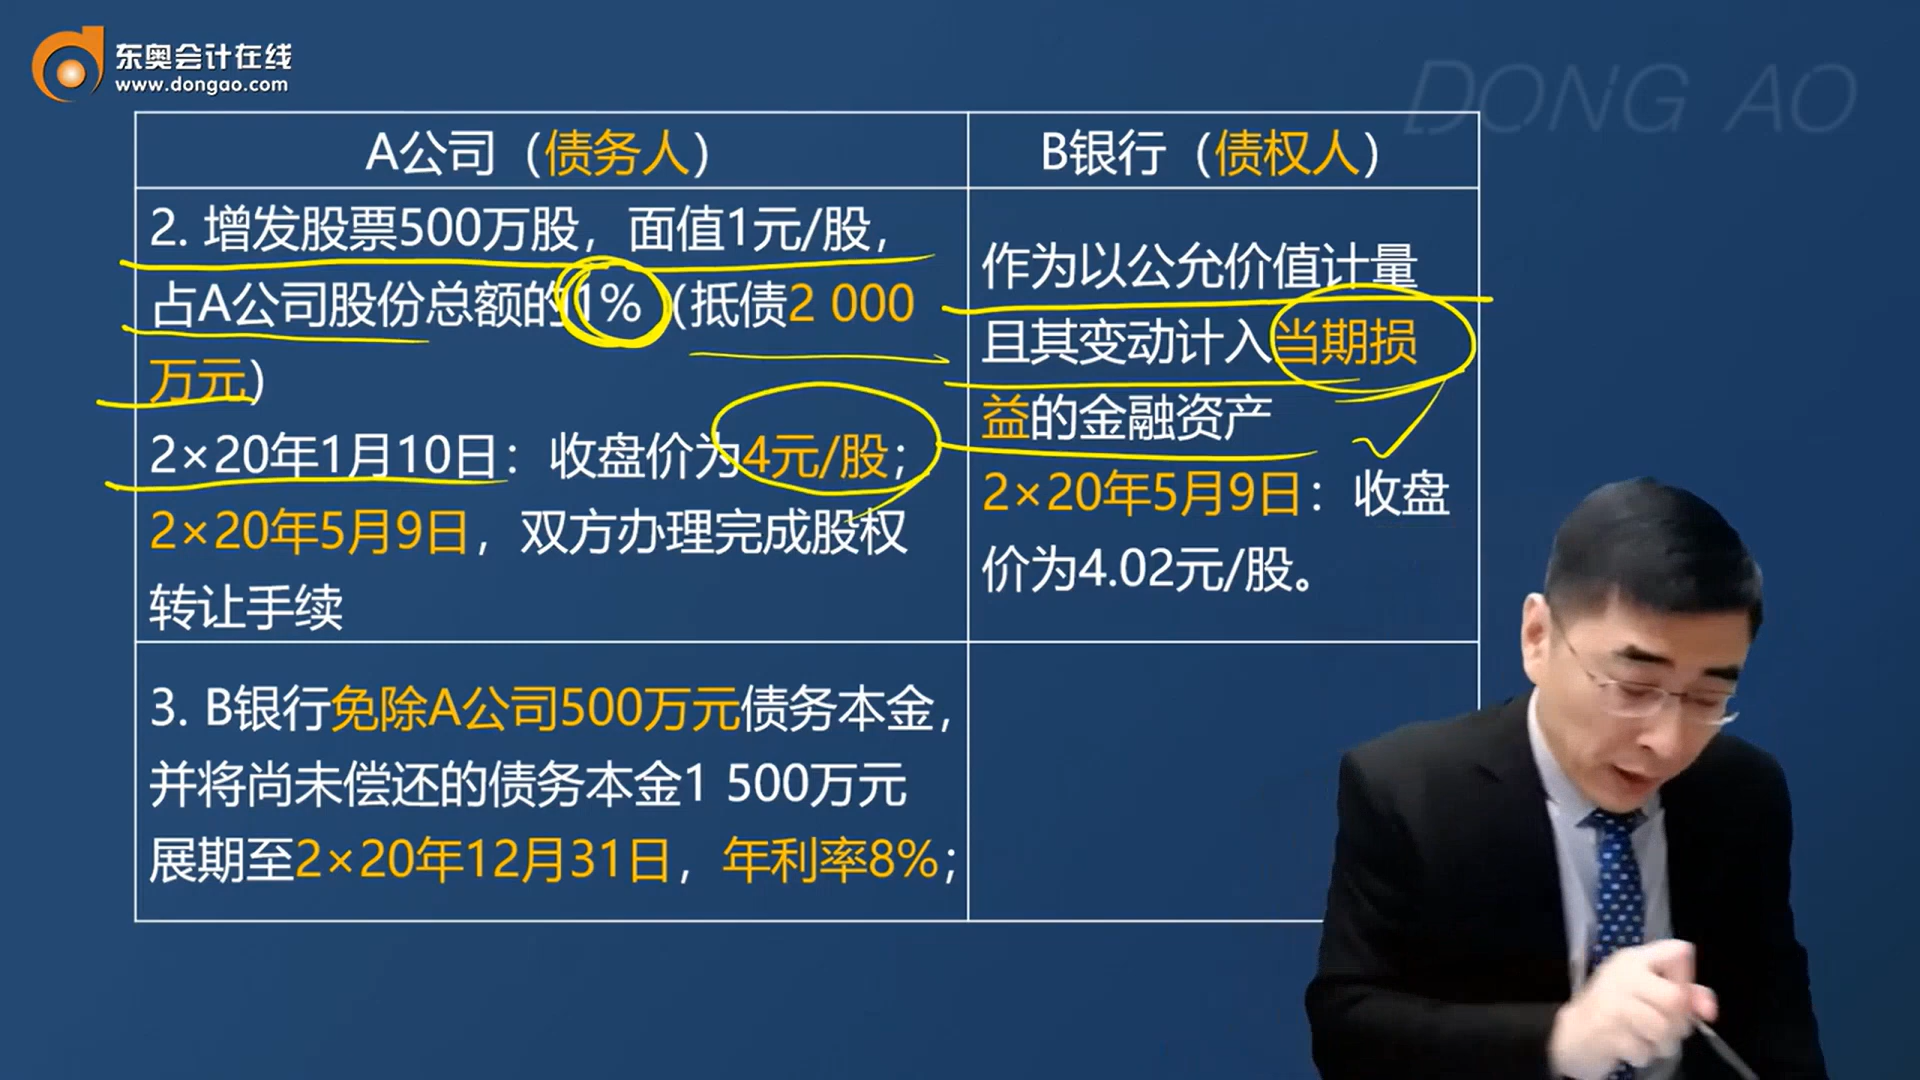 东奥会计在线
www.dongao.com
DONG AO
A公司（债务人）
B银行（债权人）
2. 增发股票500万股，面值1元/股，
占A公司股份总额的1%（抵债2 000
万元）
2×20年1月10日：收盘价为4元/股；
2×20年5月9日，双方办理完成股权
转让手续
作为以公允价值计量
且其变动计入当期损
益的金融资产
2×20年5月9日：收盘
价为4.02元/股。
3. B银行免除A公司500万元债务本金，
并将尚未偿还的债务本金1 500万元
展期至2×20年12月31日，年利率8%；